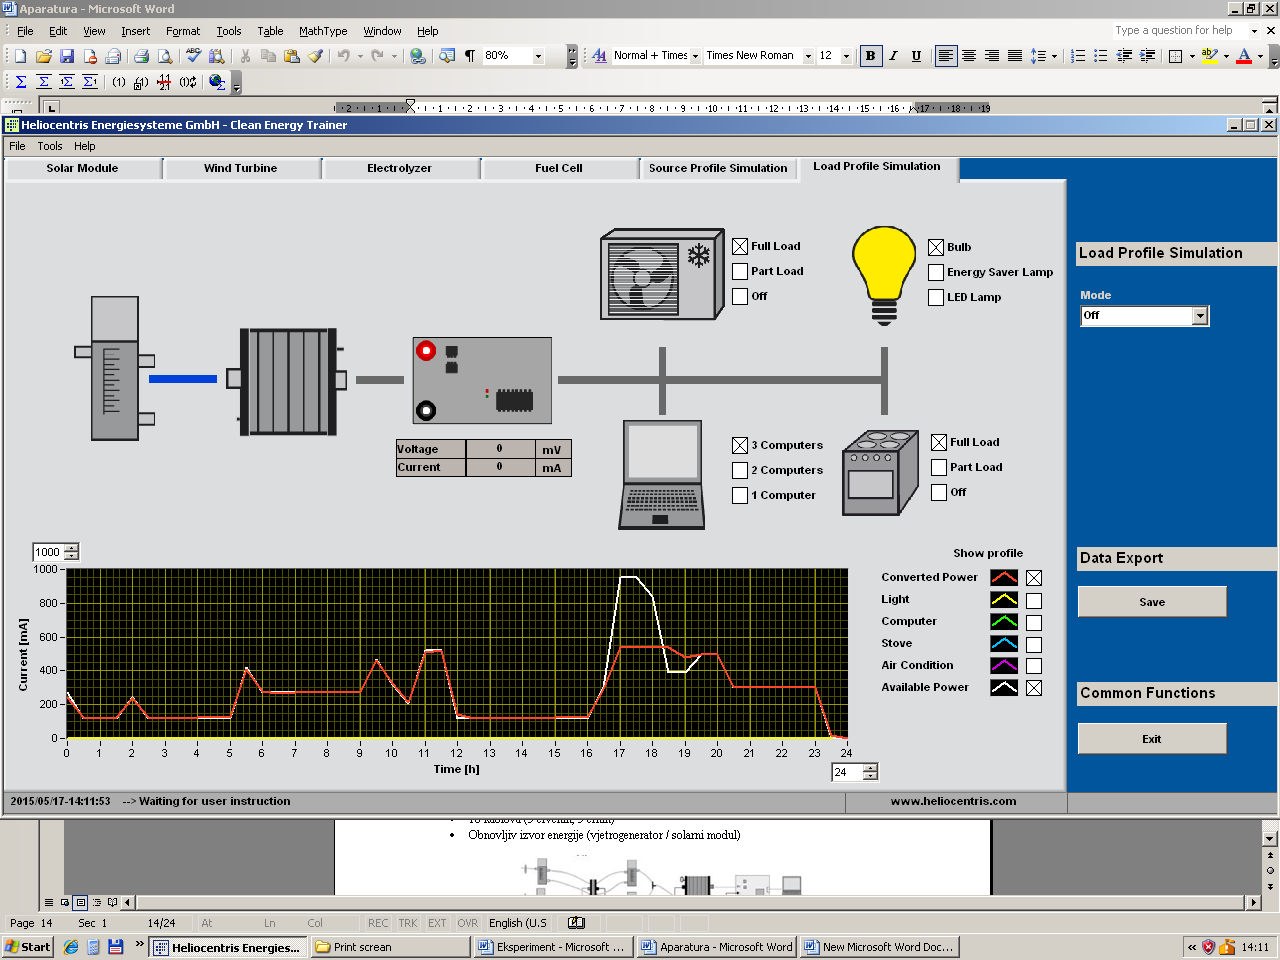 Aparatura - Microsoft Word
File Edit View Insert Format Tools Table MathType Window Help
Type a question for help
80% Normal + Times Times New Roman 12 B I U
Heliocentris Energiesysteme GmbH - Clean Energy Trainer
File Tools Help
Solar Module Wind Turbine Electrolyzer Fuel Cell Source Profile Simulation Load Profile Simulation
Load Profile Simulation
Mode
Off
Full Load
Part Load
Off
Bulb
Energy Saver Lamp
LED Lamp
Voltage 0 mV
Current 0 mA
3 Computers
2 Computers
1 Computer
Full Load
Part Load
Off
1000
1000
800
600
400
200
0
Current [mA]
0 1 2 3 4 5 6 7 8 9 10 11 12 13 14 15 16 17 18 19 20 21 22 23 24
Time [h]
24
Show profile
Converted Power
Light
Computer
Stove
Air Condition
Available Power
Data Export
Save
Common Functions
Exit
2015/05/17-14:11:53 --> Waiting for user instruction
www.heliocentris.com
Obnovljiv izvor energije (vjetrogenerator / solarni modul)
Page 14 Sec 1 14/24 At Ln Col REC TRK EXT OVR English (U.S
Start Heliocentris Energies... Print screan Eksperiment - Microsoft ... Aparatura - Microsoft Word New Microsoft Word Doc... 14:11